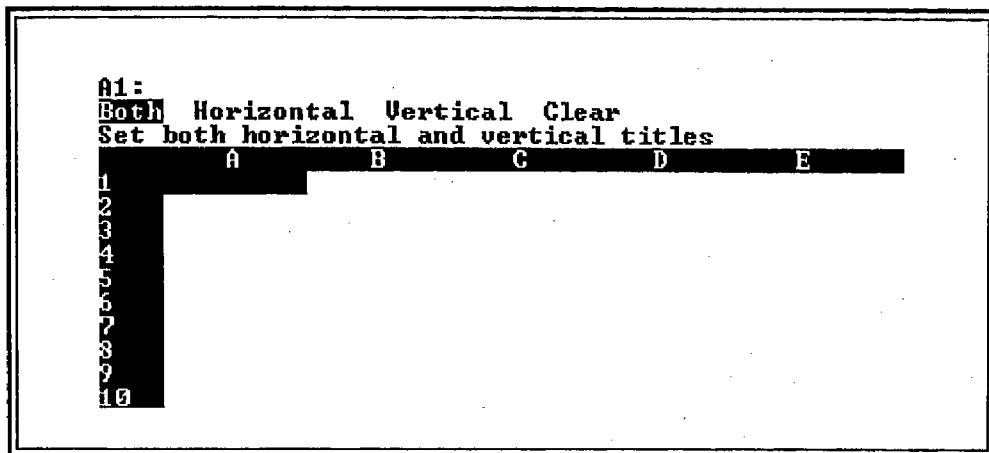 A1:
Both Horizontal Vertical Clear
Set both horizontal and vertical titles
A B C D E
1
2
3
4
5
6
7
8
9
10